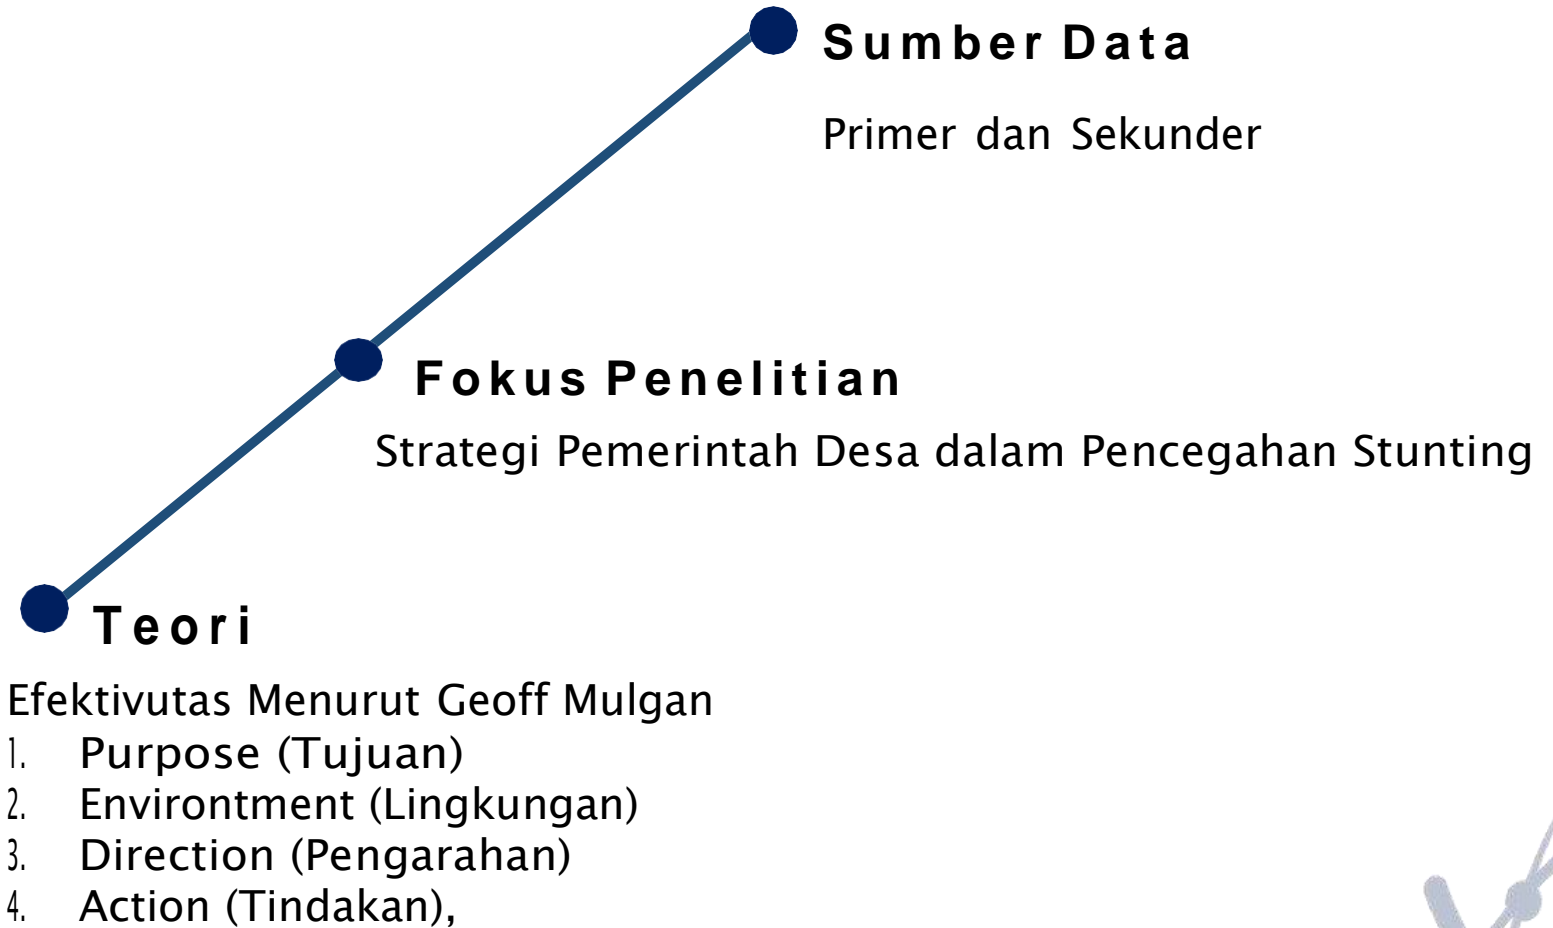 Sumber Data
Primer dan Sekunder
Fokus Penelitian
Strategi Pemerintah Desa dalam Pencegahan Stunting
Teori
Efektivutas Menurut Geoff Mulgan
1. Purpose (Tujuan)
2. Environtment (Lingkungan)
3. Direction (Pengarahan)
4. Action (Tindakan),